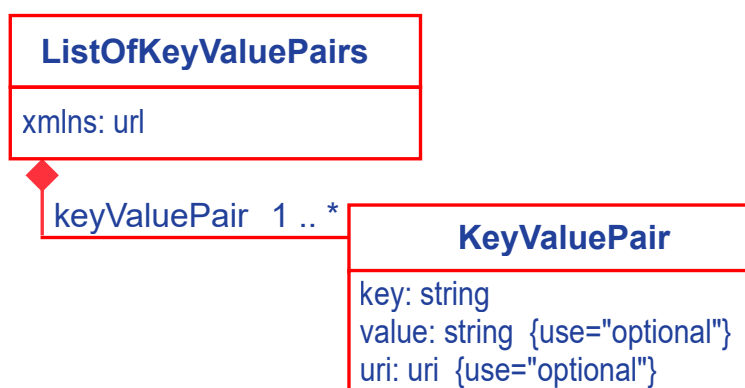 ListOfKeyValuePairs
xmlns: url
keyValuePair 1 .. *
KeyValuePair
key: string
value: string {use="optional"}
uri: uri {use="optional"}